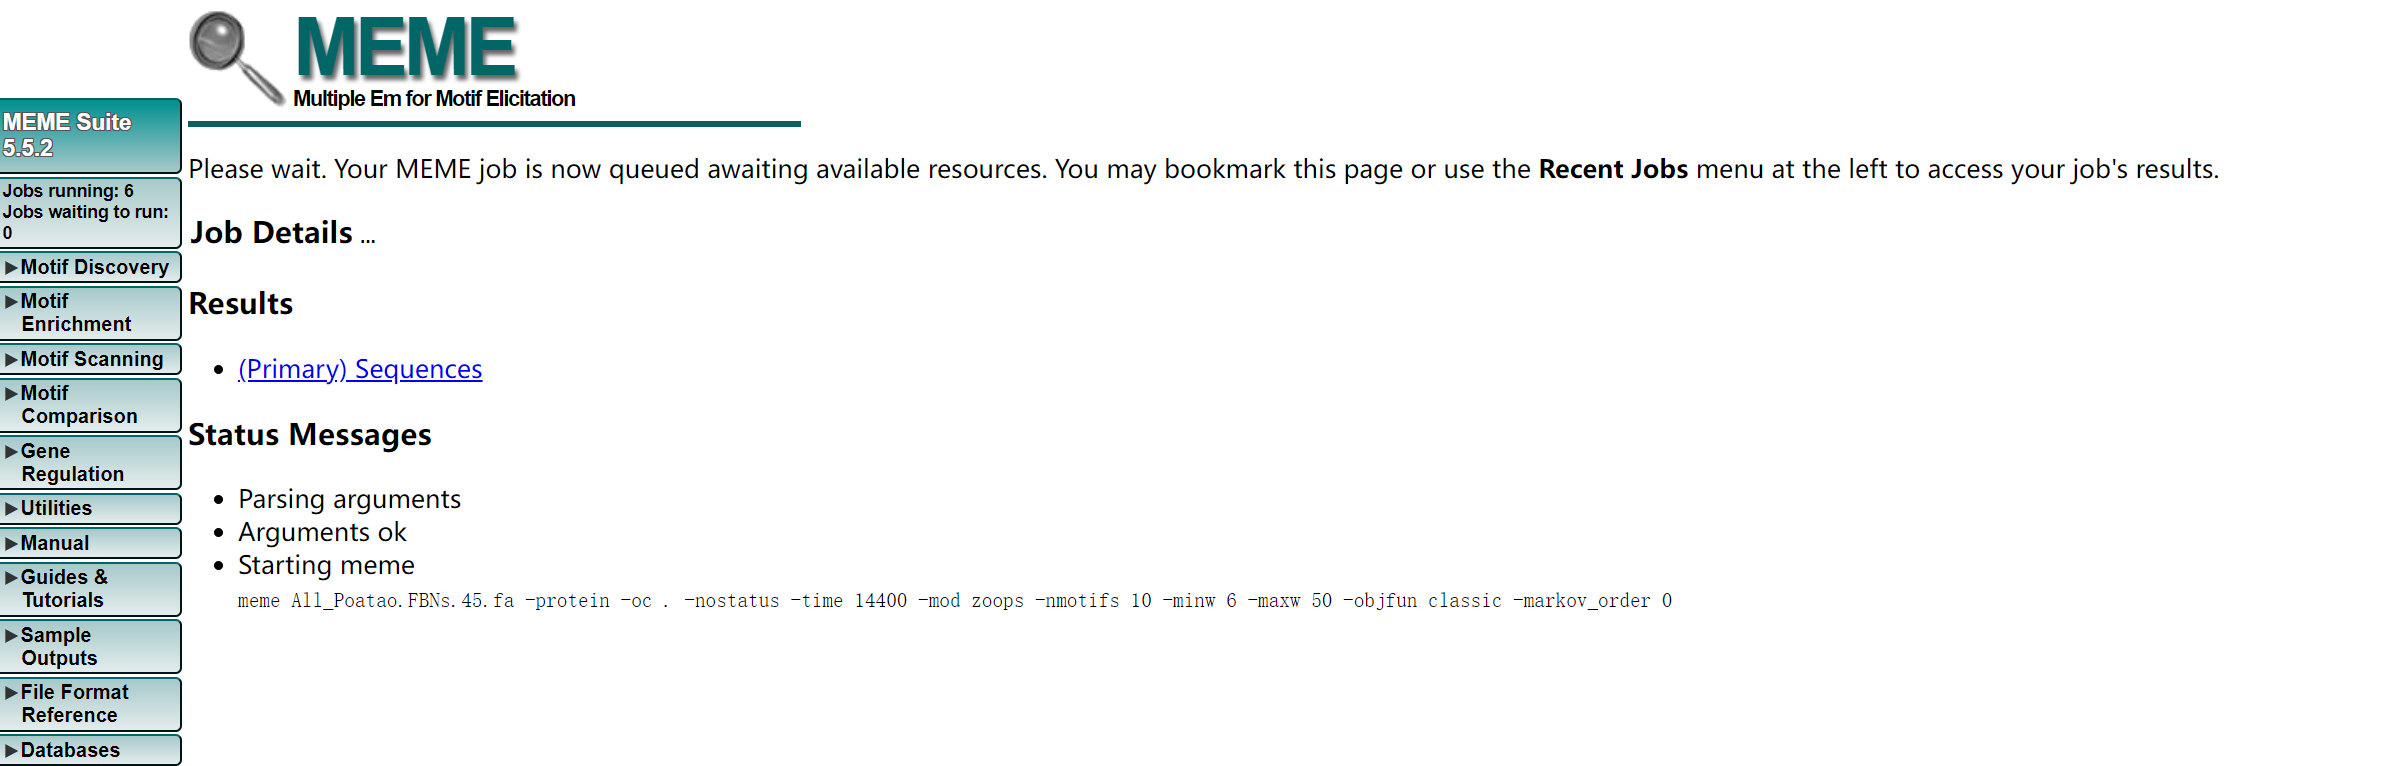 MEME
Multiple Em for Motif Elicitation
MEME Suite
5.5.2
Jobs running: 6
Jobs waiting to run:
0
Motif Discovery
Motif
Enrichment
Motif Scanning
Motif
Comparison
Gene
Regulation
Utilities
Manual
Guides &
Tutorials
Sample
Outputs
File Format
Reference
Databases
Please wait. Your MEME job is now queued awaiting available resources. You may bookmark this page or use the Recent Jobs menu at the left to access your job's results.
Job Details ...
Results
(Primary) Sequences
Status Messages
Parsing arguments
Arguments ok
Starting meme
meme All_Poatao.FBNs.45.fa -protein -oc . -nostatus -time 14400 -mod zoops -nmotifs 10 -minw 6 -maxw 50 -objfun classic -markov_order 0